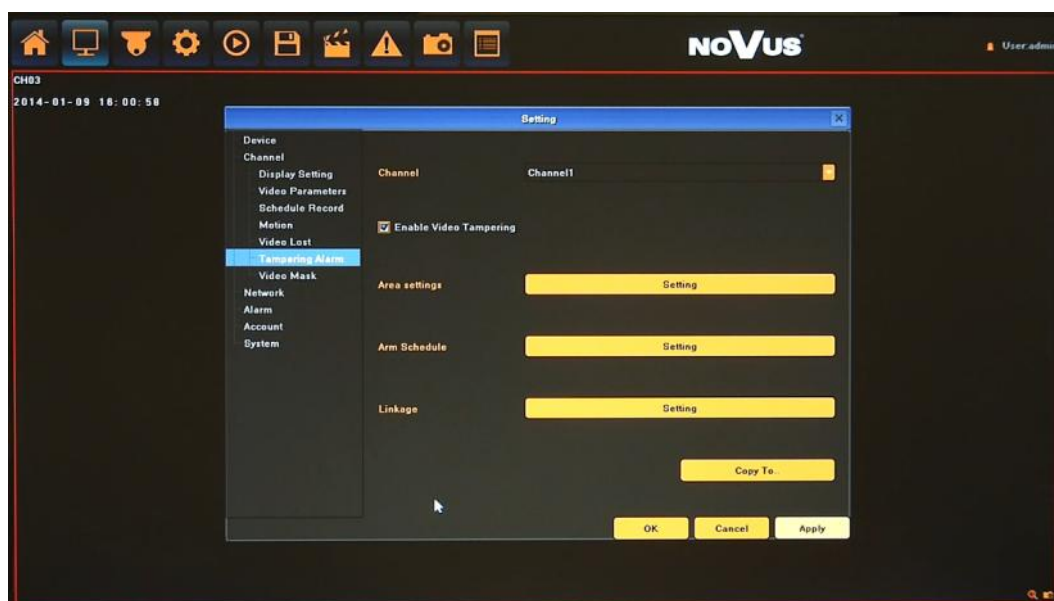 NOVUS
User:admi
CH03
2014-01-09 16:00:58
Setting
Device
Channel
Display Setting
Video Parameters
Schedule Record
Motion
Video Lost
Tampering Alarm
Video Mask
Network
Alarm
Account
System
Channel
Channel1
Enable Video Tampering
Area settings
Setting
Arm Schedule
Setting
Linkage
Setting
Copy To..
OK
Cancel
Apply